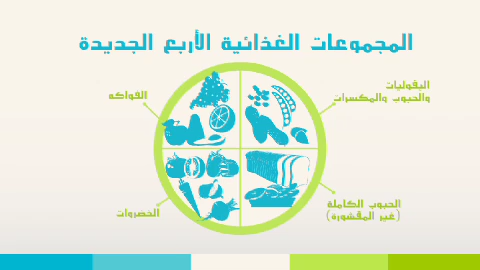 المجموعات الغذائية الأربع الجديدة
البقوليات
والحبوب والمكسرات
الفواكه
الحبوب الكاملة
(غير المقشورة)
الخضروات